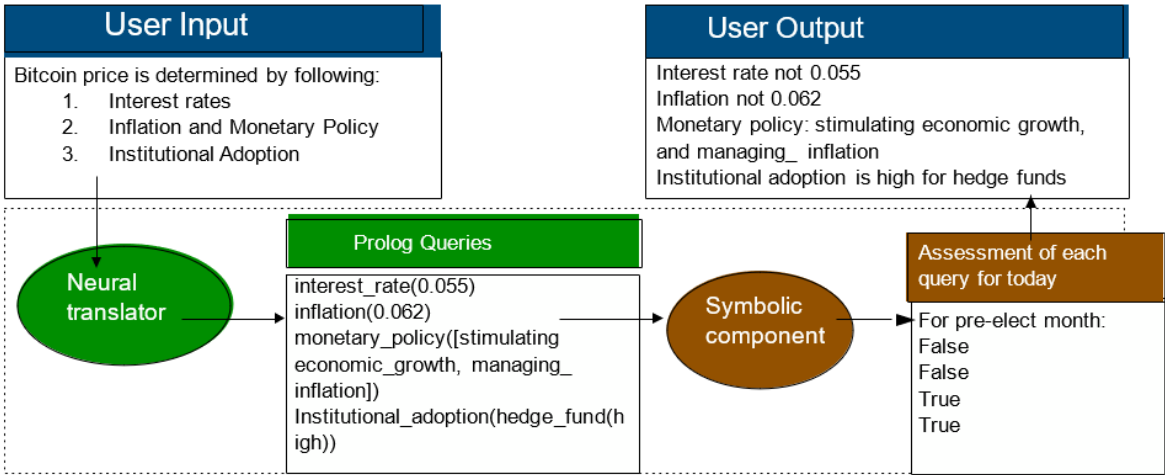 User Input
Bitcoin price is determined by following:
1. Interest rates
2. Inflation and Monetary Policy
3. Institutional Adoption
User Output
Interest rate not 0.055
Inflation not 0.062
Monetary policy: stimulating economic growth,
and managing_ inflation
Institutional adoption is high for hedge funds
Neural
translator
Prolog Queries
interest_rate(0.055)
inflation(0.062)
monetary_policy([stimulating
economic_growth, managing_
inflation])
Institutional_adoption(hedge_fund(h
igh))
Symbolic
component
Assessment of each
query for today
For pre-elect month:
False
False
True
True